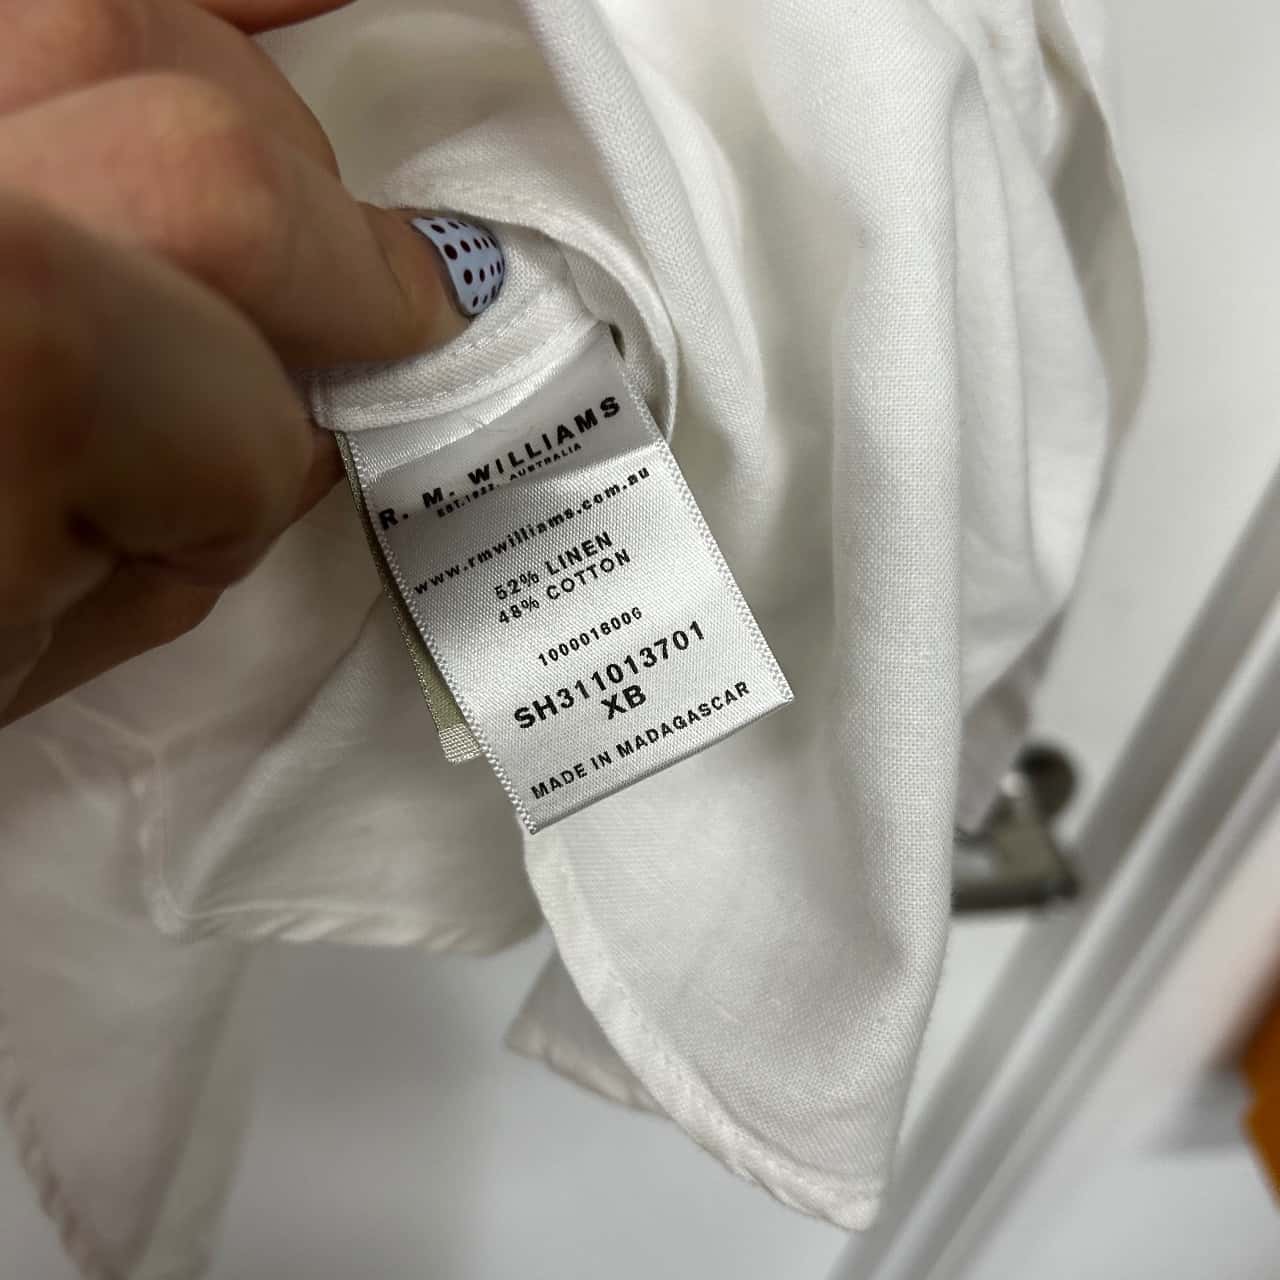 R. M. WILLIAMS
EST.1932, AUSTRALIA
www.rmwilliams.com.au
52% LINEN
48% COTTON
1000018006
SH311013701
XB
MADE IN MADAGASCAR